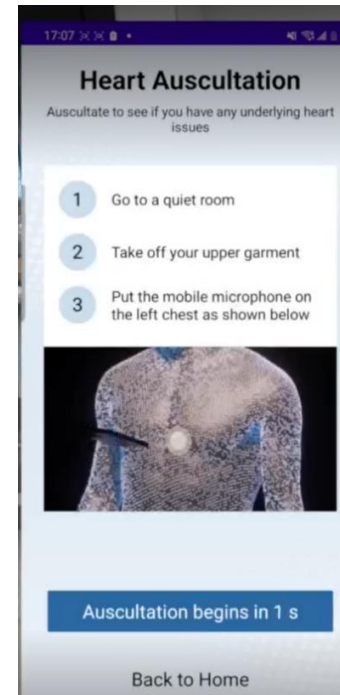 17:07
Heart Auscultation
Auscultate to see if you have any underlying heart
issues
1 Go to a quiet room
2 Take off your upper garment
3 Put the mobile microphone on
the left chest as shown below
Auscultation begins in 1 s
Back to Home